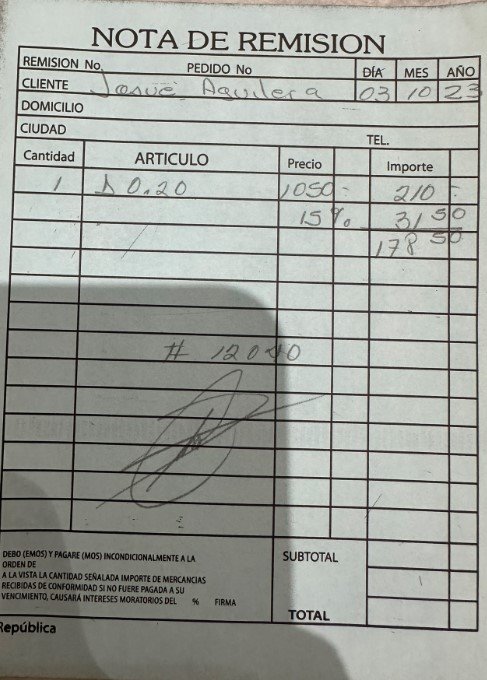 NOTA DE REMISION
REMISION No. PEDIDO No DÍA MES AÑO
CLIENTE Josué Aguilera 03 10 23
DOMICILIO
CIUDAD TEL.
Cantidad ARTICULO Precio Importe
1 0.20 1050- 210-
15 % 31 50
178 50
# 12040
DEBO (EMOS) Y PAGARE (MOS) INCONDICIONALMENTE A LA
ORDEN DE
A LA VISTA LA CANTIDAD SEÑALADA IMPORTE DE MERCANCIAS
RECIBIDAS DE CONFORMIDAD SI NO FUERE PAGADA A SU
VENCIMIENTO, CAUSARÁ INTERESES MORATORIOS DEL % FIRMA
SUBTOTAL
TOTAL
República